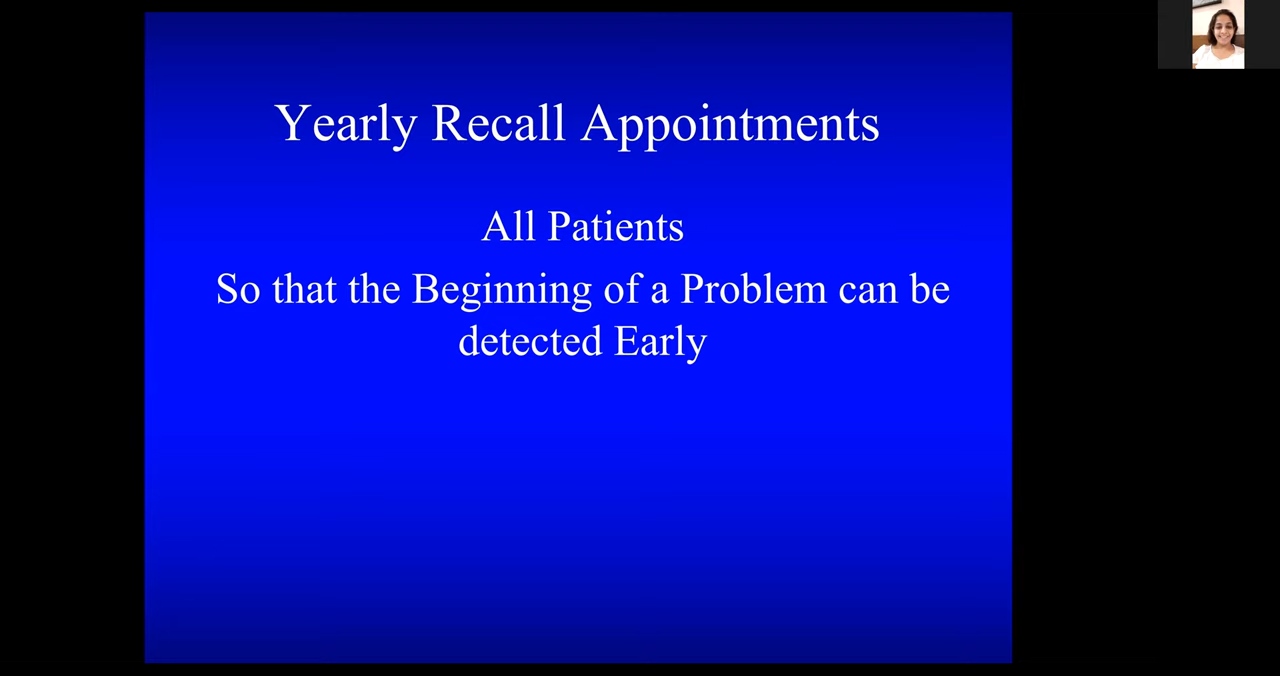 Yearly Recall Appointments
All Patients
So that the Beginning of a Problem can be
detected Early